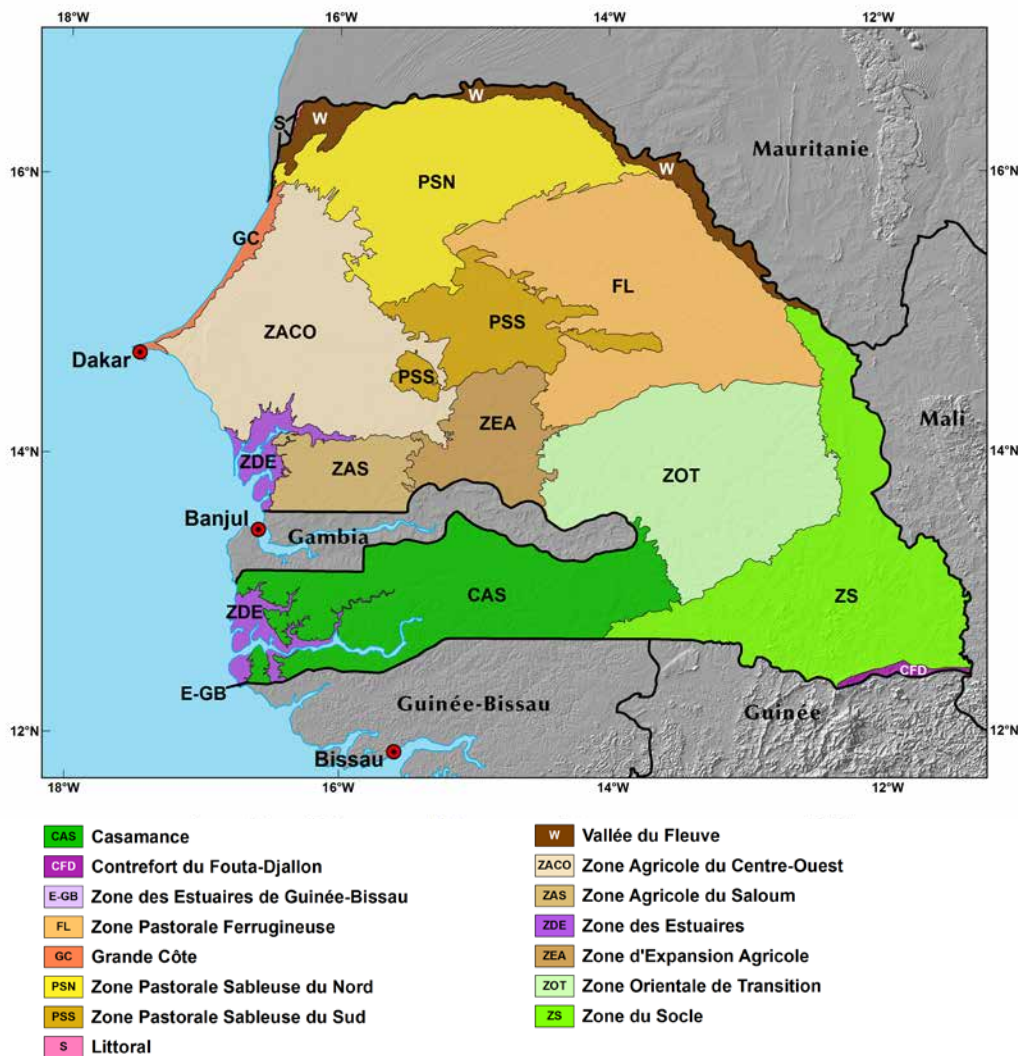 18°W 16°W 14°W 12°W
W
S W
Mauritanie
16°N W 16°N
PSN
GC
FL
PSS
ZACO
Dakar
PSS
ZEA
Mali
14°N 14°N
ZDE ZAS ZOT
Banjul
Gambia
CAS ZS
ZDE
CFD
E-GB
Guinée-Bissau Guinée
12°N 12°N
Bissau
18°W 16°W 14°W 12°W
CAS Casamance
CFD Contrefort du Fouta-Djallon
E-GB Zone des Estuaires de Guinée-Bissau
FL Zone Pastorale Ferrugineuse
GC Grande Côte
PSN Zone Pastorale Sableuse du Nord
PSS Zone Pastorale Sableuse du Sud
S Littoral
W Vallée du Fleuve
ZACO Zone Agricole du Centre-Ouest
ZAS Zone Agricole du Saloum
ZDE Zone des Estuaires
ZEA Zone d'Expansion Agricole
ZOT Zone Orientale de Transition
ZS Zone du Socle